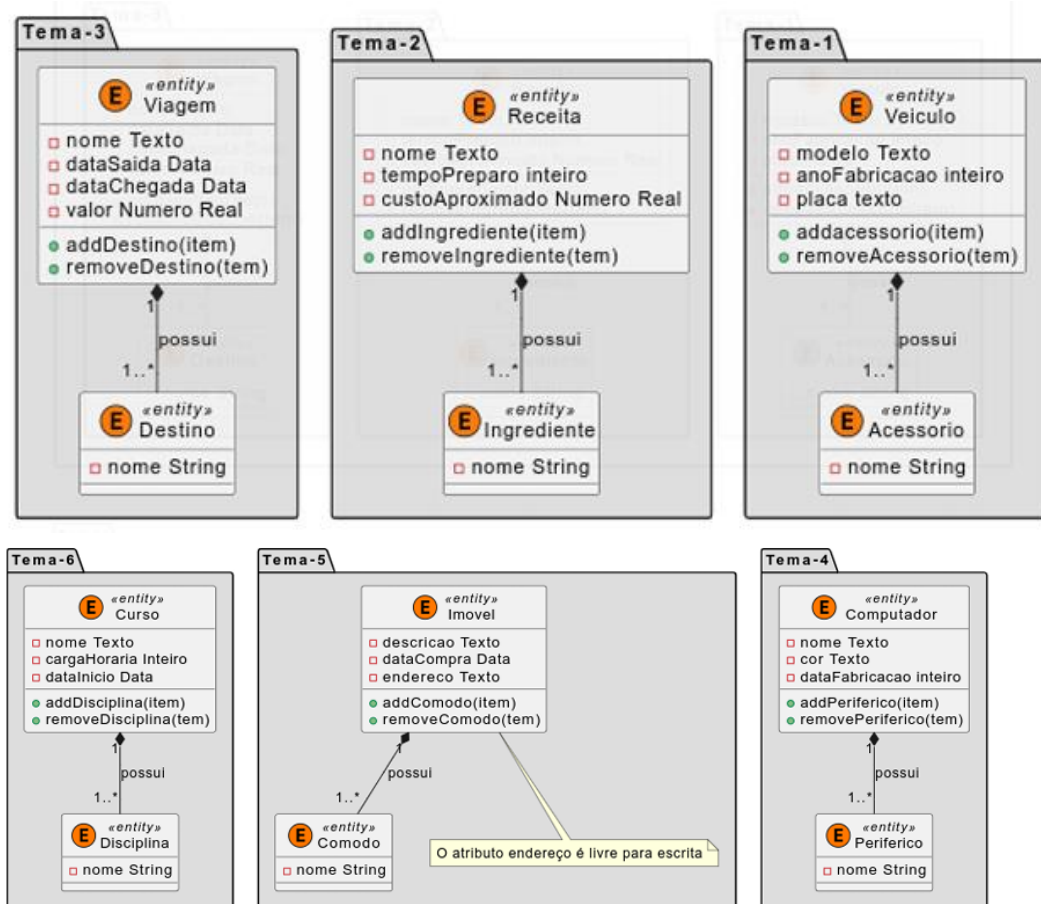 Tema-3
«entity»
E
Viagem
nome Texto
dataSaida Data
dataChegada Data
valor Numero Real
addDestino(item)
removeDestino(tem)
1
possui
1..*
«entity»
E
Destino
nome String
Tema-2
«entity»
E
Receita
nome Texto
tempoPreparo inteiro
custoAproximado Numero Real
addIngrediente(item)
removeIngrediente(tem)
1
possui
1..*
«entity»
E
Ingrediente
nome String
Tema-1
«entity»
E
Veiculo
modelo Texto
anoFabricacao inteiro
placa texto
addacessorio(item)
removeAcessorio(tem)
1
possui
1..*
«entity»
E
Acessorio
nome String
Tema-6
«entity»
E
Curso
nome Texto
cargaHoraria Inteiro
dataInicio Data
addDisciplina(item)
removeDisciplina(tem)
1
possui
1..*
«entity»
E
Disciplina
nome String
Tema-5
«entity»
E
Imovel
descricao Texto
dataCompra Data
endereco Texto
addComodo(item)
removeComodo(tem)
1
possui
1..*
«entity»
E
Comodo
nome String
O atributo endereço é livre para escrita
Tema-4
«entity»
E
Computador
nome Texto
cor Texto
dataFabricacao inteiro
addPeriferico(item)
removePeriferico(tem)
1
possui
1..*
«entity»
E
Periferico
nome String